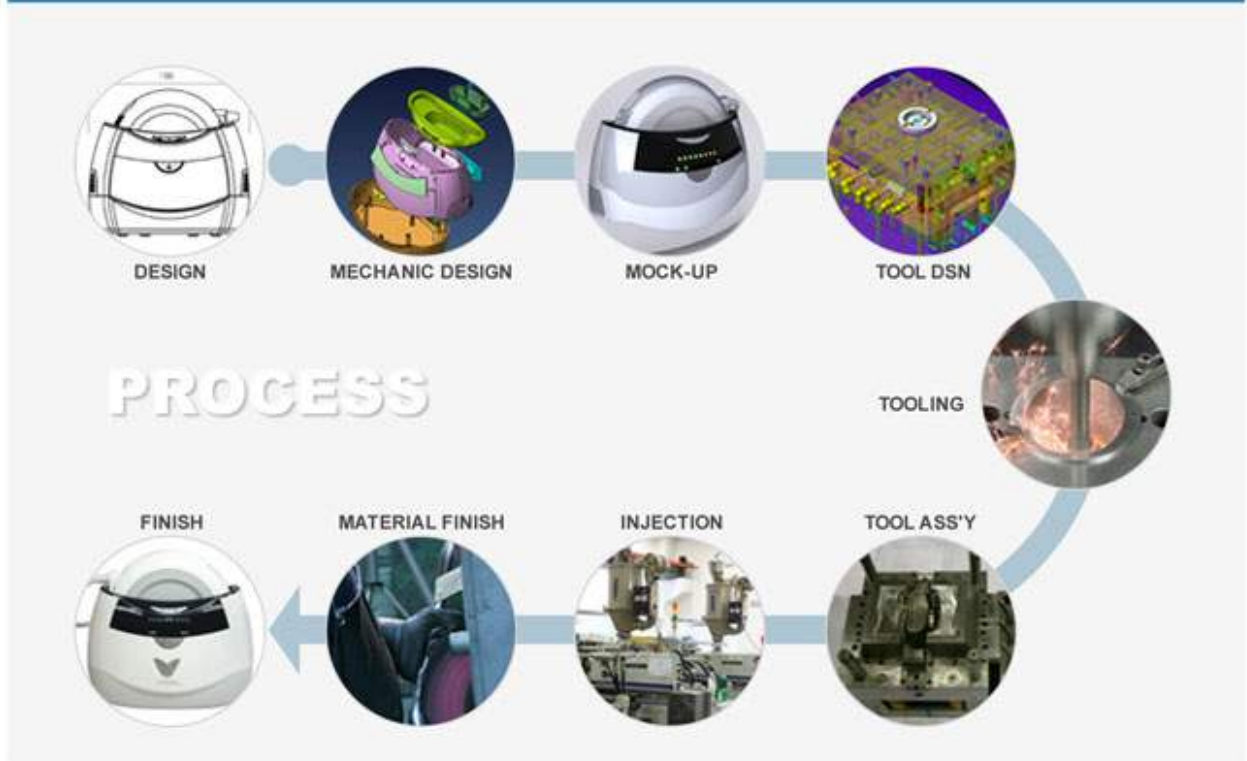 DESIGN
MECHANIC DESIGN
MOCK-UP
TOOL DSN
TOOLING
PROCESS
FINISH
MATERIAL FINISH
INJECTION
TOOL ASS'Y